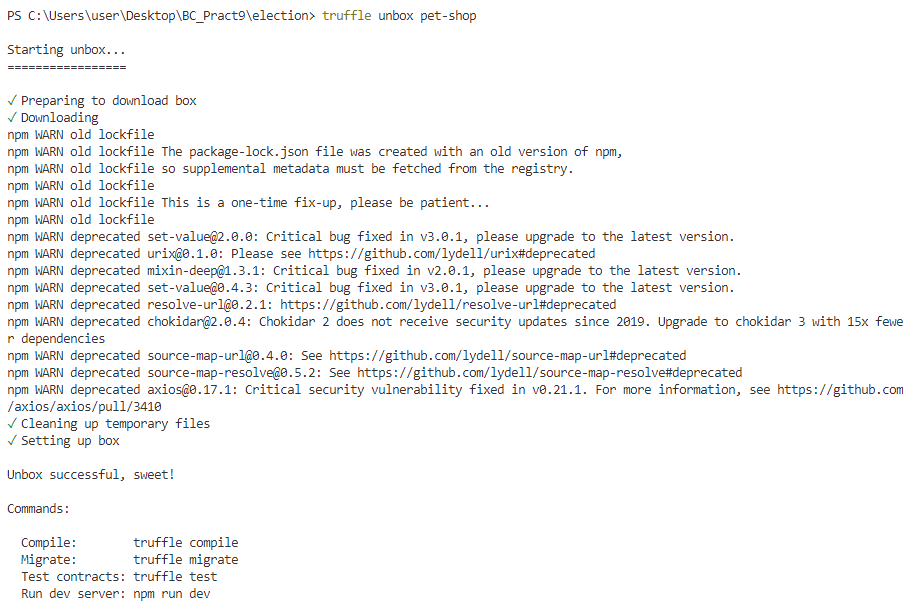 PS C:\Users\user\Desktop\BC_Pract9\election> truffle unbox pet-shop
Starting unbox...
=================
✓ Preparing to download box
✓ Downloading
npm WARN old lockfile
npm WARN old lockfile The package-lock.json file was created with an old version of npm,
npm WARN old lockfile so supplemental metadata must be fetched from the registry.
npm WARN old lockfile
npm WARN old lockfile This is a one-time fix-up, please be patient...
npm WARN old lockfile
npm WARN deprecated set-value@2.0.0: Critical bug fixed in v3.0.1, please upgrade to the latest version.
npm WARN deprecated urix@0.1.0: Please see https://github.com/lydell/urix#deprecated
npm WARN deprecated mixin-deep@1.3.1: Critical bug fixed in v2.0.1, please upgrade to the latest version.
npm WARN deprecated set-value@0.4.3: Critical bug fixed in v3.0.1, please upgrade to the latest version.
npm WARN deprecated resolve-url@0.2.1: https://github.com/lydell/resolve-url#deprecated
npm WARN deprecated chokidar@2.0.4: Chokidar 2 does not receive security updates since 2019. Upgrade to chokidar 3 with 15x fewe
r dependencies
npm WARN deprecated source-map-url@0.4.0: See https://github.com/lydell/source-map-url#deprecated
npm WARN deprecated source-map-resolve@0.5.2: See https://github.com/lydell/source-map-resolve#deprecated
npm WARN deprecated axios@0.17.1: Critical security vulnerability fixed in v0.21.1. For more information, see https://github.com
/axios/axios/pull/3410
✓ Cleaning up temporary files
✓ Setting up box
Unbox successful, sweet!
Commands:
Compile: truffle compile
Migrate: truffle migrate
Test contracts: truffle test
Run dev server: npm run dev